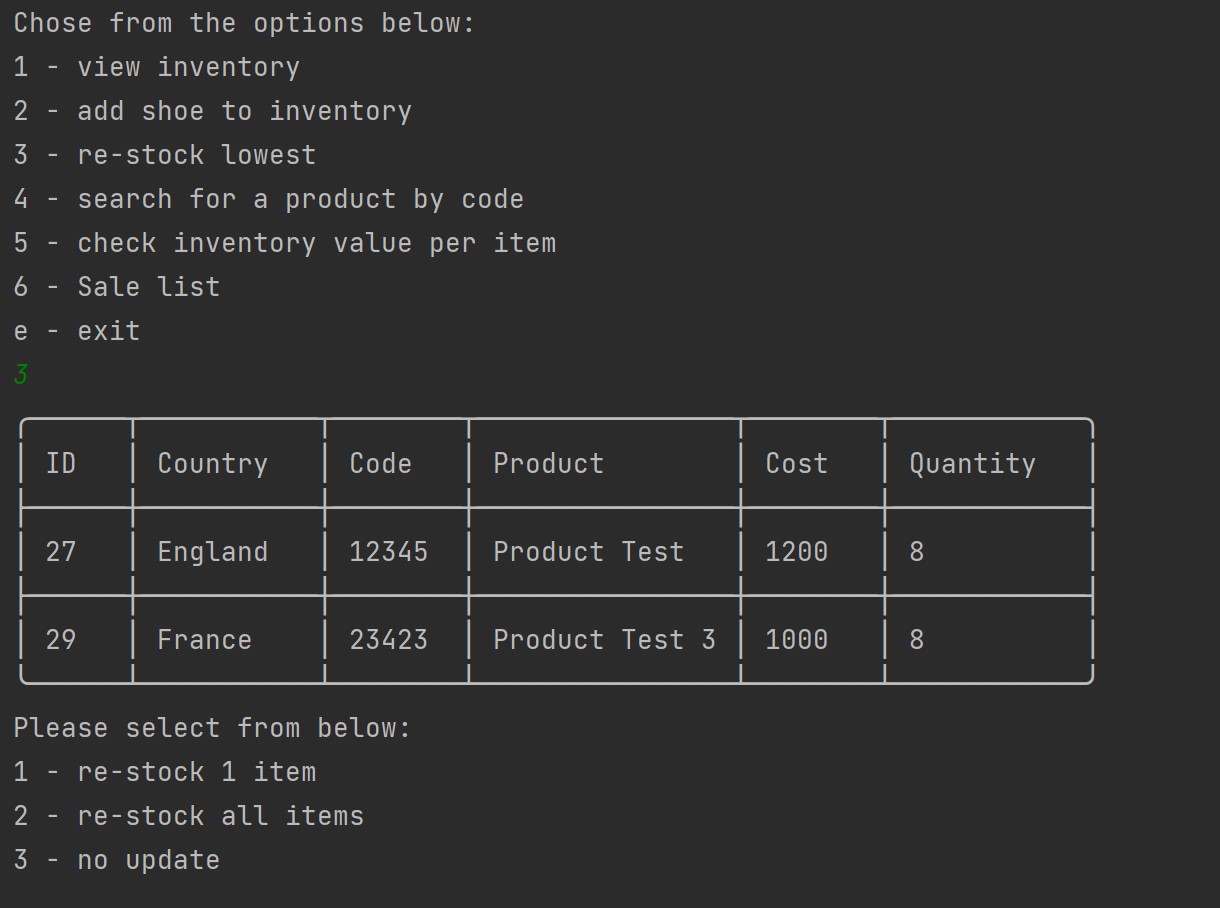 Chose from the options below:
1 - view inventory
2 - add shoe to inventory
3 - re-stock lowest
4 - search for a product by code
5 - check inventory value per item
6 - Sale list
e - exit
3
ID Country Code Product Cost Quantity
27 England 12345 Product Test 1200 8
29 France 23423 Product Test 3 1000 8
Please select from below:
1 - re-stock 1 item
2 - re-stock all items
3 - no update